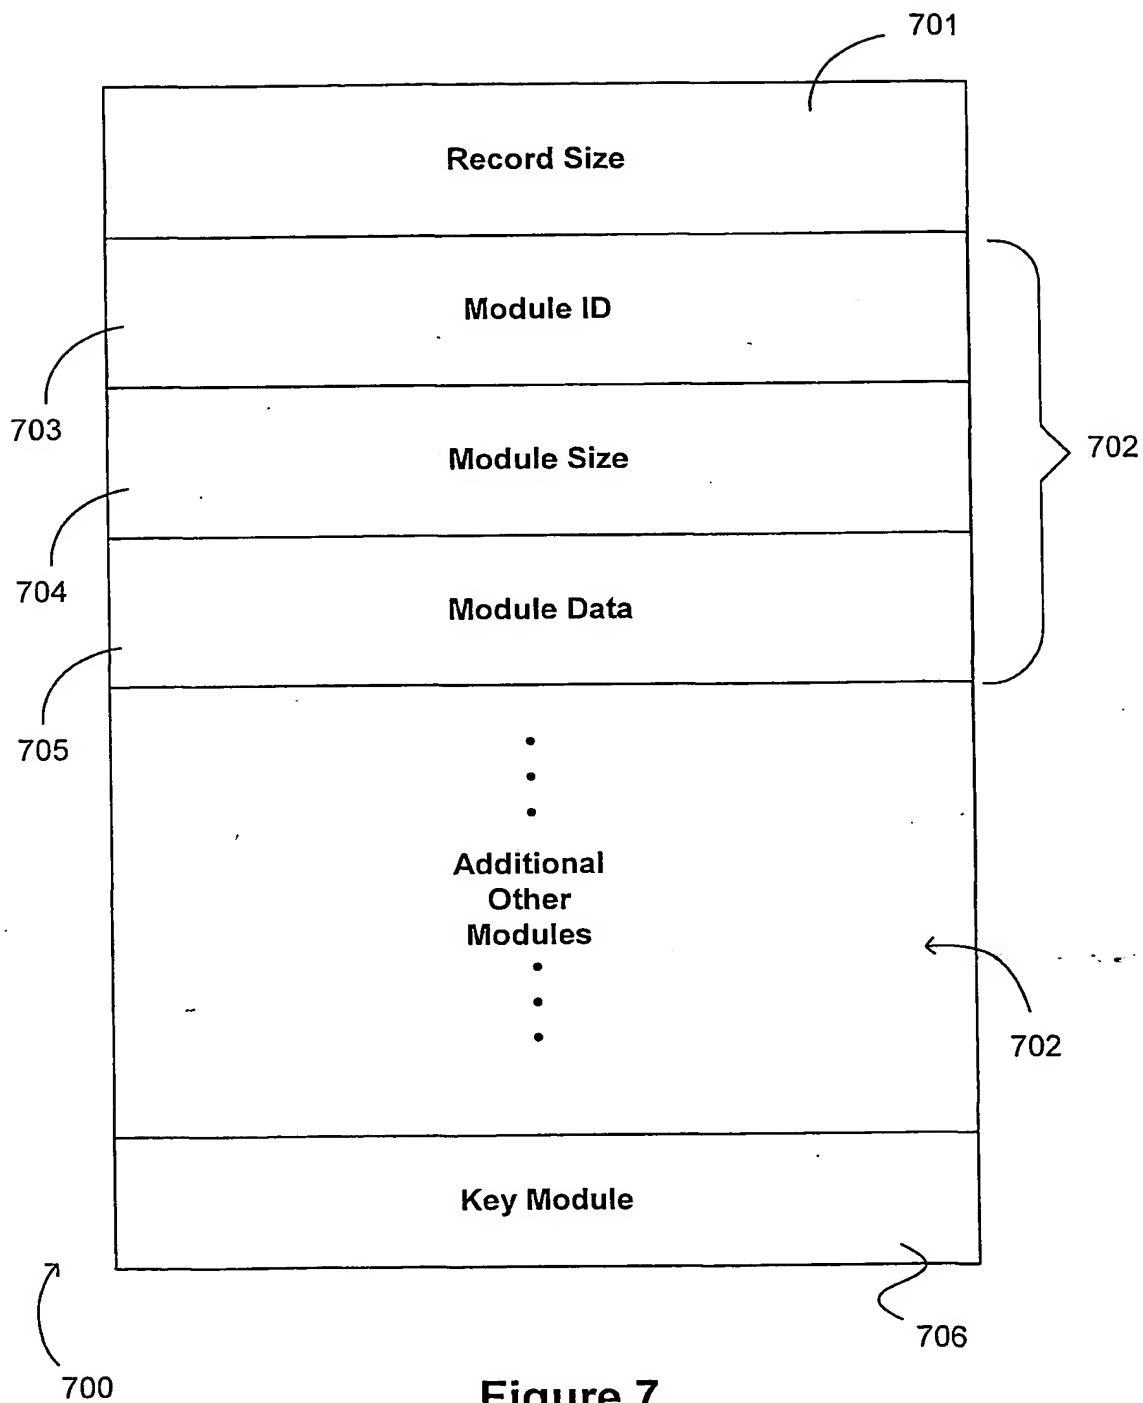 701
Record Size
Module ID
703
Module Size
702
704
Module Data
705
Additional
Other
Modules
702
Key Module
706
700
Figure 7